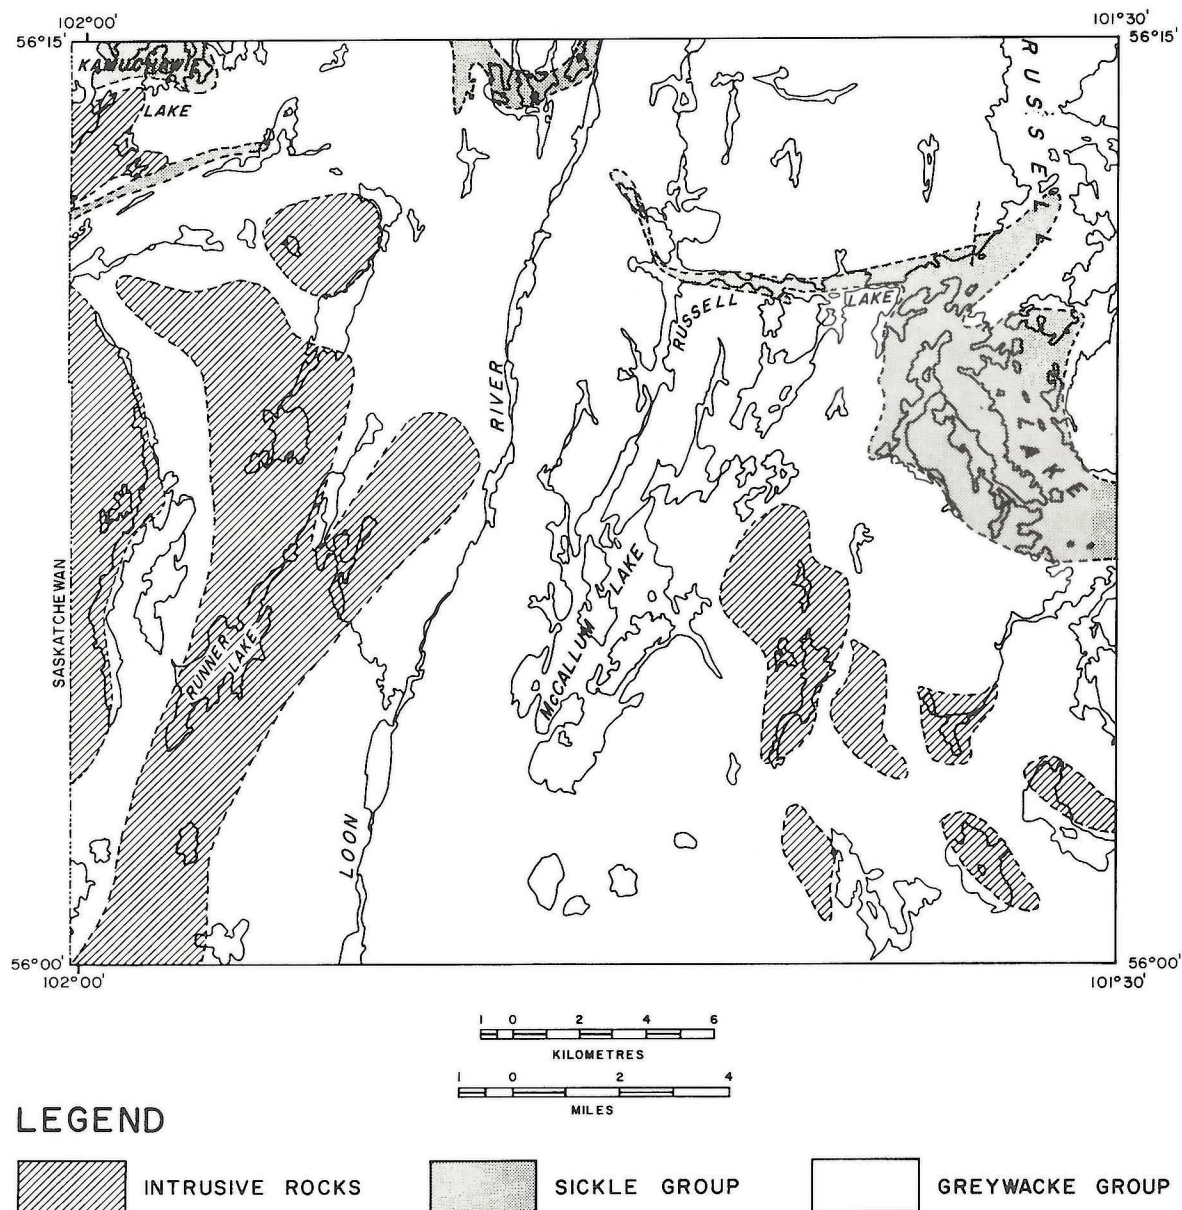 102°00'
101°30'
56°15'
56°15'
KAMUCHAWIE
LAKE
RUSSELL
LAKE
RUSSELL
LAKE
RIVER
SASKATCHEWAN
RUNNER
LAKE
McCALLUM LAKE
LOON
56°00'
56°00'
102°00'
101°30'
1 0 2 4 6
KILOMETRES
1 0 2 4
MILES
LEGEND
INTRUSIVE ROCKS
SICKLE GROUP
GREYWACKE GROUP